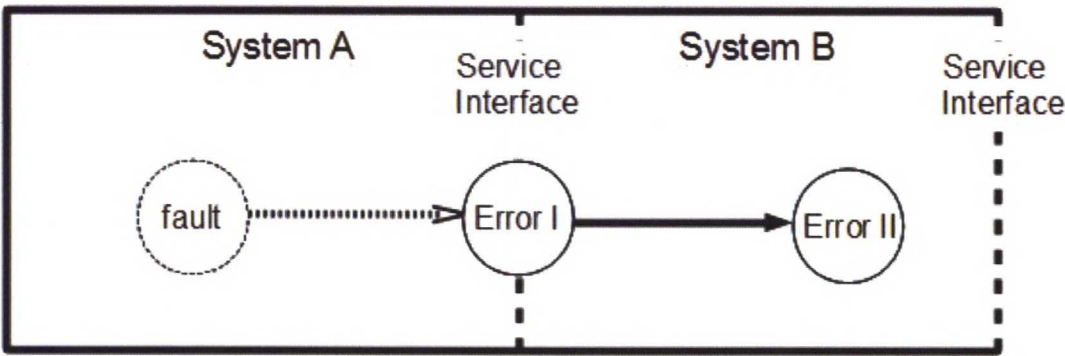 System A
System B
Service
Interface
Service
Interface
fault
Error I
Error II